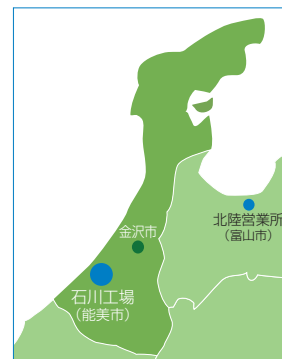 北陸営業所
（富山市）
金沢市
石川工場
（能美市）